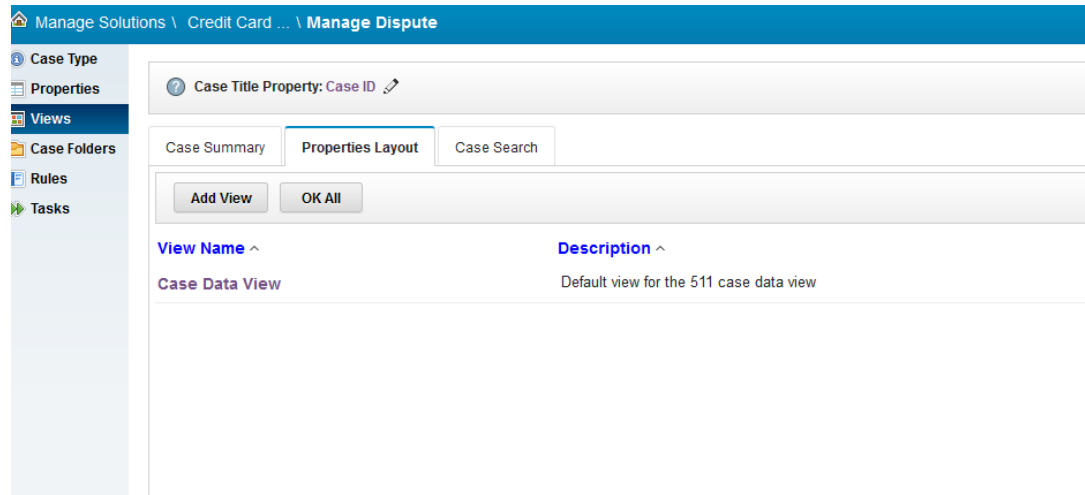 Manage Solutions \ Credit Card ... \ Manage Dispute
Case Type
Properties
Views
Case Folders
Rules
Tasks
Case Title Property: Case ID
Case Summary Properties Layout Case Search
Add View OK All
View Name Description
Case Data View Default view for the 511 case data view